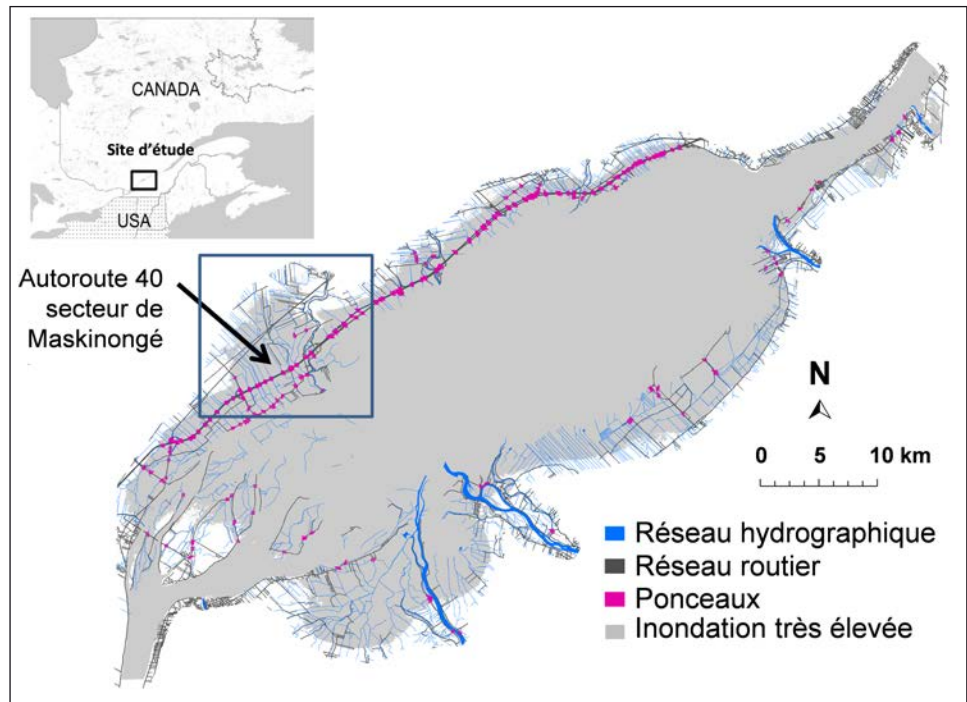 CANADA
Site d'étude
USA
Autoroute 40
secteur de
Maskinongé
N
0 5 10 km
Réseau hydrographique
Réseau routier
Ponceaux
Inondation très élevée